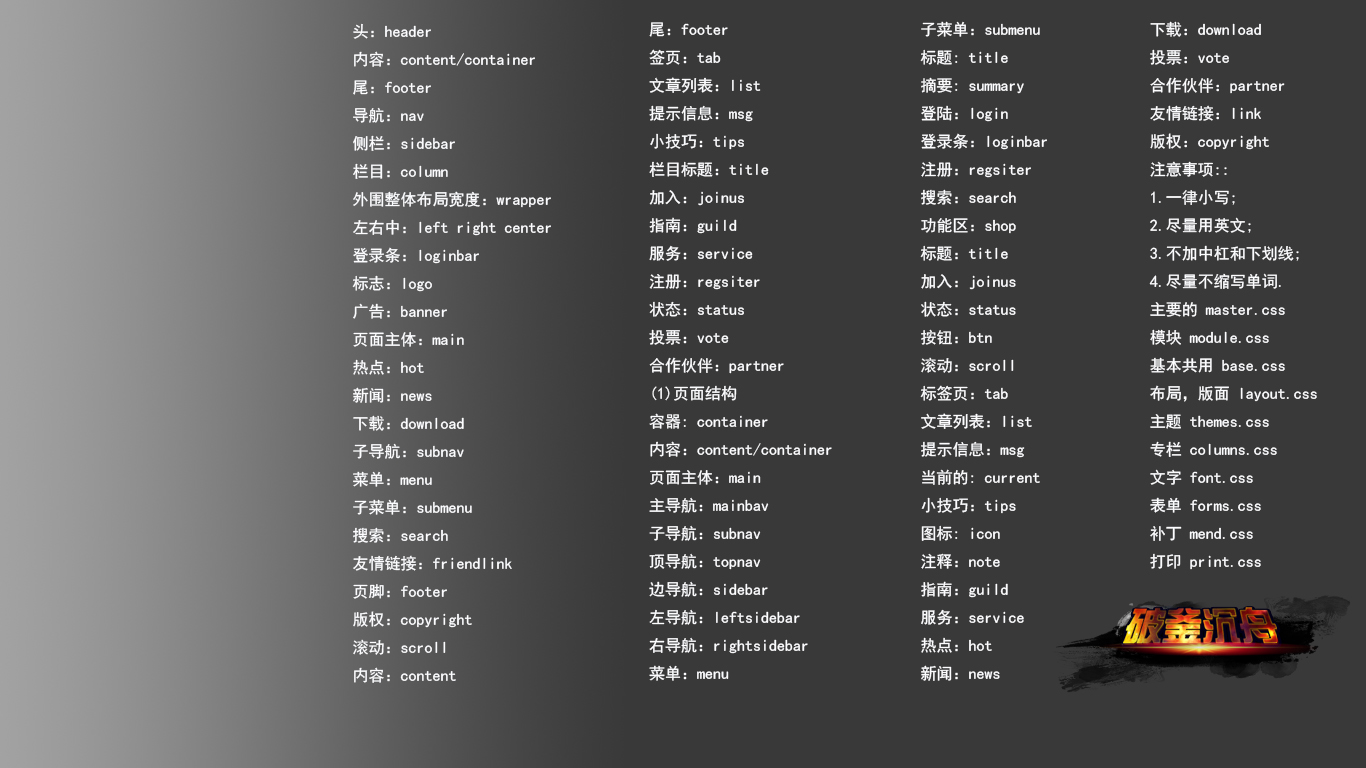 头：header
内容：content/container
尾：footer
导航：nav
侧栏：sidebar
栏目：column
外围整体布局宽度：wrapper
左右中：left right center
登录条：loginbar
标志：logo
广告：banner
页面主体：main
热点：hot
新闻：news
下载：download
子导航：subnav
菜单：menu
子菜单：submenu
搜索：search
友情链接：friendlink
页脚：footer
版权：copyright
滚动：scroll
内容：content
尾：footer
签页：tab
文章列表：list
提示信息：msg
小技巧：tips
栏目标题：title
加入：joinus
指南：guild
服务：service
注册：regsiter
状态：status
投票：vote
合作伙伴：partner
(1)页面结构
容器: container
内容：content/container
页面主体：main
主导航：mainbav
子导航：subnav
顶导航：topnav
边导航：sidebar
左导航：leftsidebar
右导航：rightsidebar
菜单：menu
子菜单：submenu
标题: title
摘要: summary
登陆：login
登录条：loginbar
注册：regsiter
搜索：search
功能区：shop
标题：title
加入：joinus
状态：status
按钮：btn
滚动：scroll
标签页：tab
文章列表：list
提示信息：msg
当前的: current
小技巧：tips
图标: icon
注释：note
指南：guild
服务：service
热点：hot
新闻：news
下载：download
投票：vote
合作伙伴：partner
友情链接：link
版权：copyright
注意事项::
1.一律小写;
2.尽量用英文;
3.不加中杠和下划线;
4.尽量不缩写单词.
主要的 master.css
模块 module.css
基本共用 base.css
布局，版面 layout.css
主题 themes.css
专栏 columns.css
文字 font.css
表单 forms.css
补丁 mend.css
打印 print.css
破釜沉舟